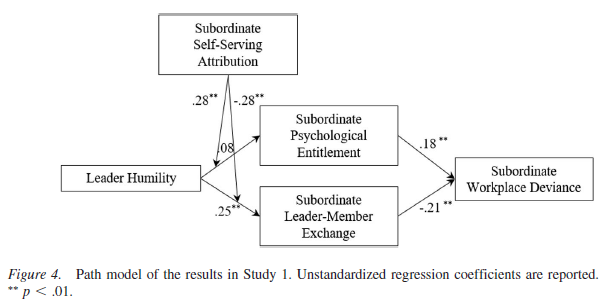 Subordinate
Self-Serving
Attribution
.28** -.28**
Subordinate
Psychological
Entitlement
.08
.18**
Leader Humility
Subordinate
Workplace Deviance
.25**
Subordinate
Leader-Member
Exchange
-.21**
Figure 4. Path model of the results in Study 1. Unstandardized regression coefficients are reported.
** p < .01.